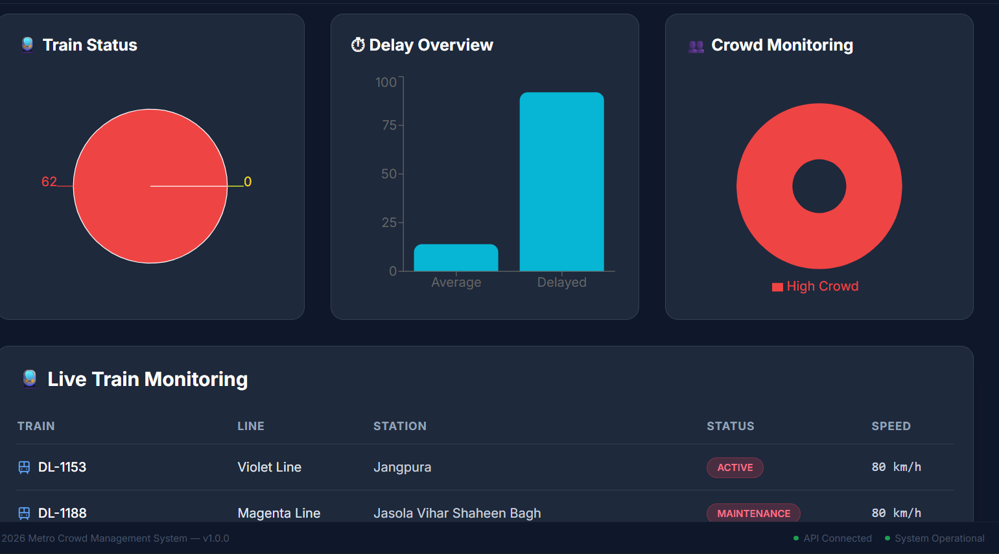 Train Status
62
0
Delay Overview
100
75
50
25
0
Average
Delayed
Crowd Monitoring
High Crowd
Live Train Monitoring
TRAIN LINE STATION STATUS SPEED
DL-1153 Violet Line Jangpura ACTIVE 80 km/h
DL-1188 Magenta Line Jasola Vihar Shaheen Bagh MAINTENANCE 80 km/h
2026 Metro Crowd Management System — v1.0.0
API Connected
System Operational